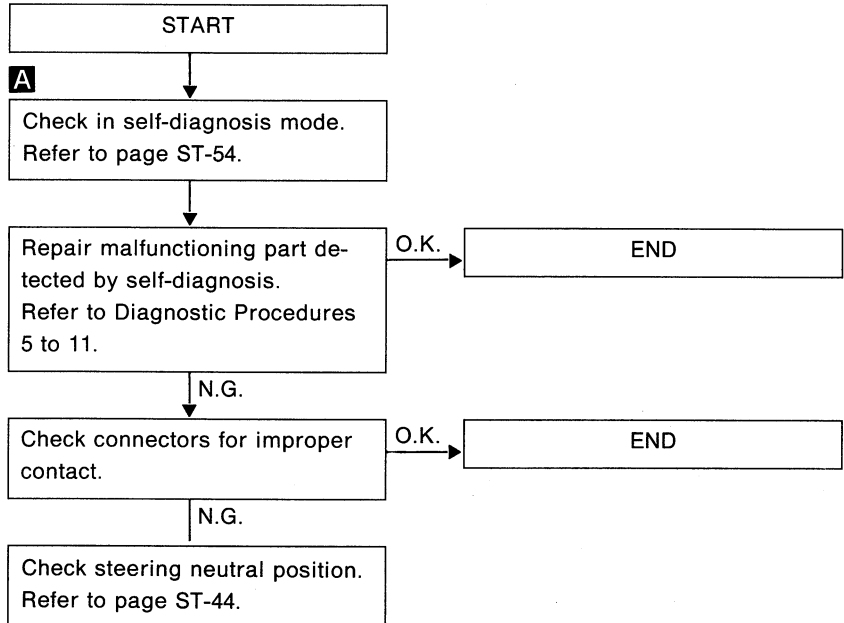 START
A
Check in self-diagnosis mode.
Refer to page ST-54.
Repair malfunctioning part de-
tected by self-diagnosis.
Refer to Diagnostic Procedures
5 to 11.
O.K.
END
N.G.
Check connectors for improper
contact.
O.K.
END
N.G.
Check steering neutral position.
Refer to page ST-44.